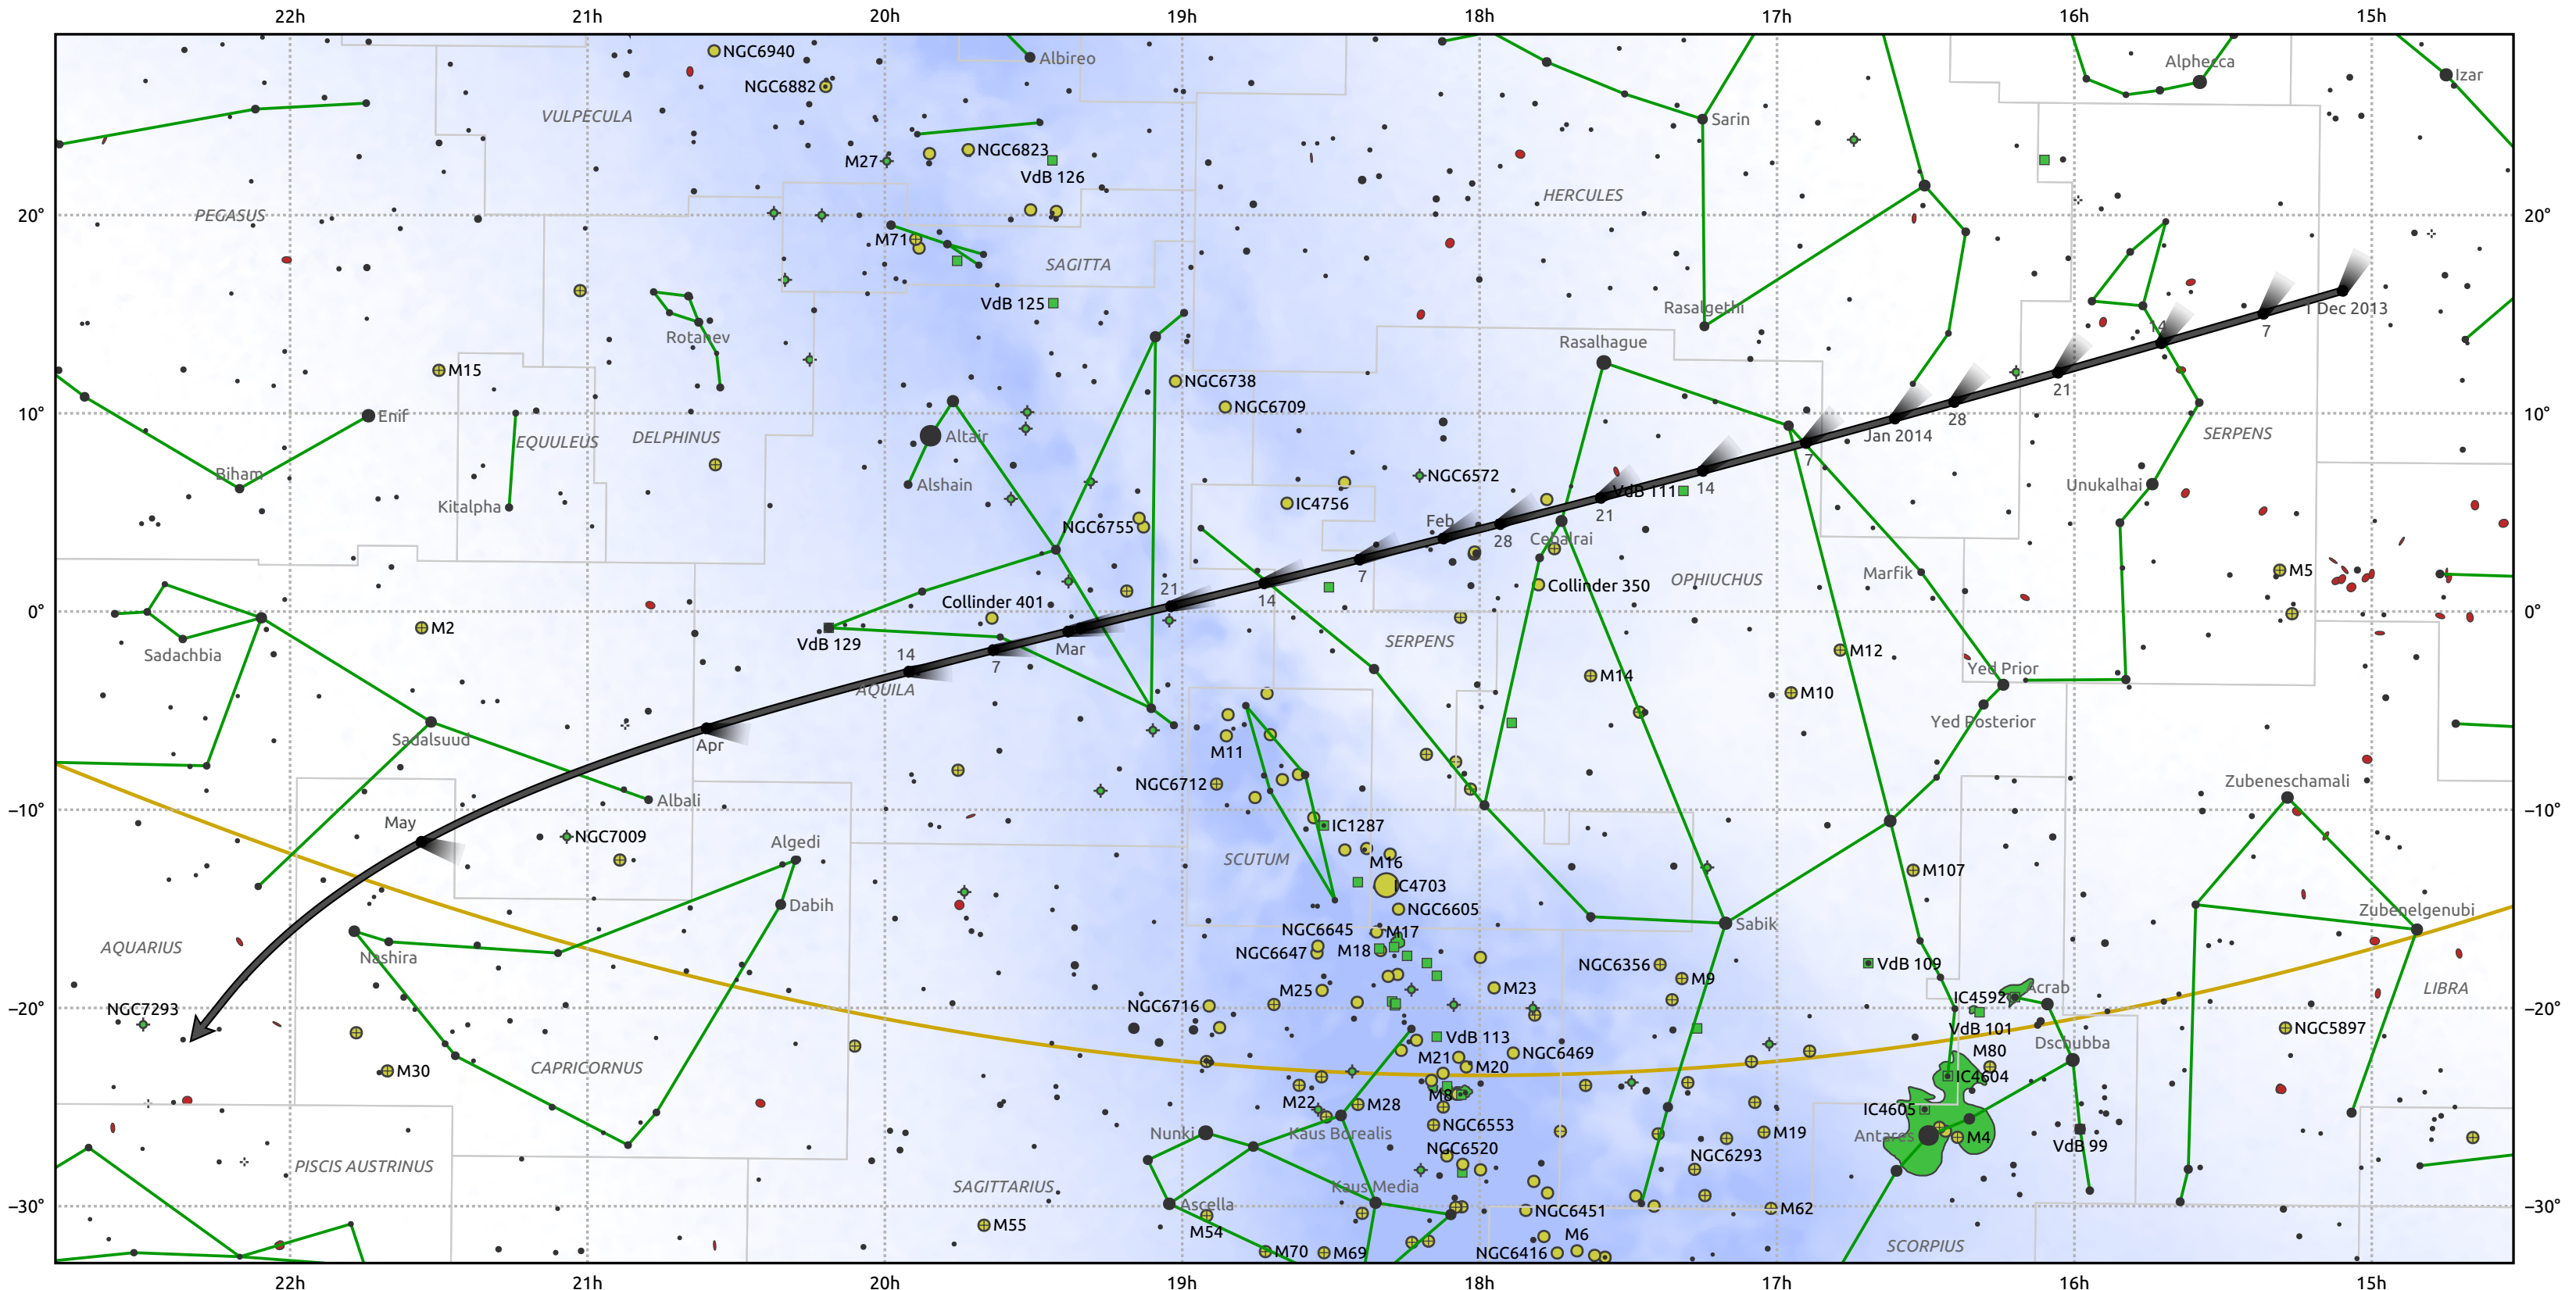 22h 21h 20h 19h 18h 17h 16h 15h
NGC6940
Albireo
Alphecca
Izar
NGC6882
VULPECULA
Sarin
M27
NGC6823
VdB 126
HERCULES
20°
PEGASUS
20°
M71
SAGITTA
VdB 125
Rasalgethi
1 Dec 2013
Rotanev
14
7
Rasalhague
M15
NGC6738
21
NGC6709
28
10°
Enif
10°
EQUULEUS
DELPHINUS
Altair
Jan 2014
SERPENS
7
Biham
Alshain
NGC6572
14
Unukalhai
Kitalpha
IC4756
VdB 111
21
NGC6755
Feb
28
Cebalrai
7
OPHIUCHUS
Marfik
M5
Collinder 350
21
14
Collinder 401
0°
0°
M2
VdB 129
Mar
SERPENS
Sadachbia
14
7
M12
Yed Prior
M14
AQUILA
M10
Yed Posterior
Sadalsuud
Apr
M11
NGC6712
Zubeneschamali
Albali
−10°
−10°
May
NGC7009
IC1287
Algedi
SCUTUM
M16
M107
IC4703
Dabih
NGC6605
Zubenelgenubi
Sabik
NGC6645
M17
AQUARIUS
NGC6647
M18
Nashira
NGC6356
VdB 109
M9
M25
M23
Acrab
LIBRA
IC4592
NGC7293
NGC6716
−20°
−20°
VdB 101
NGC5897
VdB 113
Dschubba
M21
NGC6469
M80
M30
CAPRICORNUS
M20
IC4604
M8
M22
M28
IC4605
NGC6553
Nunki
Kaus Borealis
M19
Antares
M4
NGC6520
VdB 99
NGC6293
PISCIS AUSTRINUS
SAGITTARIUS
Kaus Media
−30°
Ascella
NGC6451
M62
−30°
M55
M54
M6
SCORPIUS
M70
M69
NGC6416
22h 21h 20h 19h 18h 17h 16h 15h